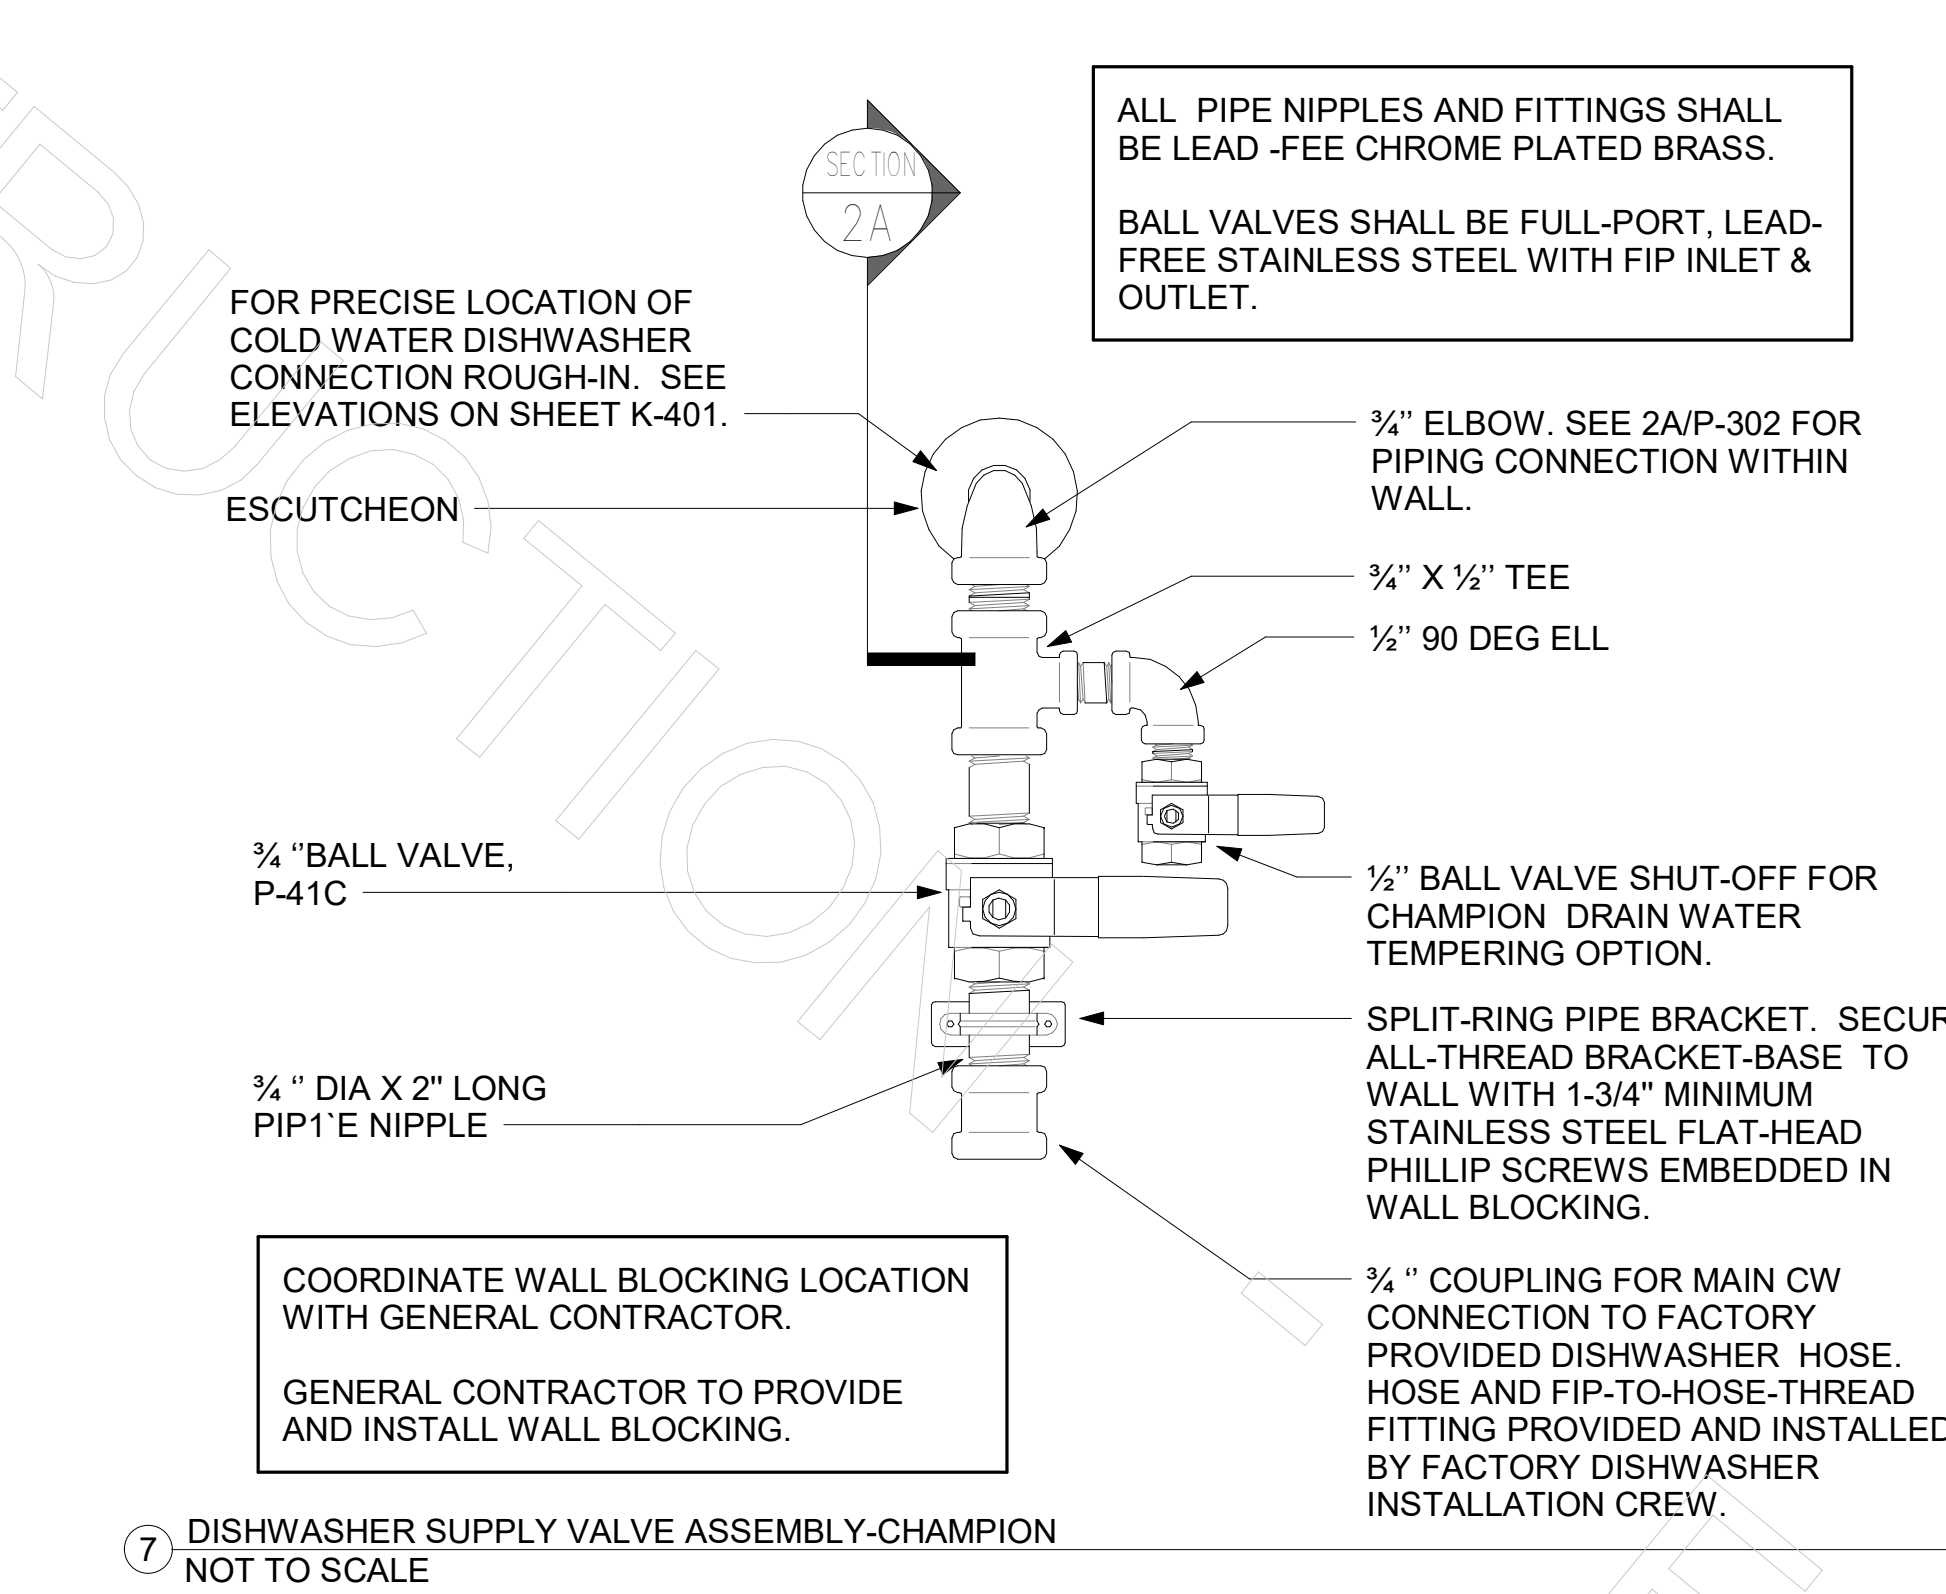 ALL PIPE NIPPLES AND FITTINGS SHALL
BE LEAD -FEE CHROME PLATED BRASS.
BALL VALVES SHALL BE FULL-PORT, LEAD-
FREE STAINLESS STEEL WITH FIP INLET &
OUTLET.
SECTION
2A
FOR PRECISE LOCATION OF
COLD WATER DISHWASHER
CONNECTION ROUGH-IN. SEE
ELEVATIONS ON SHEET K-401.
ESCUTCHEON
¾’’ ELBOW. SEE 2A/P-302 FOR
PIPING CONNECTION WITHIN
WALL.
¾’’ X ½’’ TEE
½’’ 90 DEG ELL
¾ ‘’BALL VALVE,
P-41C
½’’ BALL VALVE SHUT-OFF FOR
CHAMPION DRAIN WATER
TEMPERING OPTION.
SPLIT-RING PIPE BRACKET. SECUR
ALL-THREAD BRACKET-BASE TO
WALL WITH 1-3/4" MINIMUM
STAINLESS STEEL FLAT-HEAD
PHILLIP SCREWS EMBEDDED IN
WALL BLOCKING.
¾ ‘’ DIA X 2" LONG
PIP1`E NIPPLE
¾ ‘’ COUPLING FOR MAIN CW
CONNECTION TO FACTORY
PROVIDED DISHWASHER HOSE.
HOSE AND FIP-TO-HOSE-THREAD
FITTING PROVIDED AND INSTALLED
BY FACTORY DISHWASHER
INSTALLATION CREW.
COORDINATE WALL BLOCKING LOCATION
WITH GENERAL CONTRACTOR.
GENERAL CONTRACTOR TO PROVIDE
AND INSTALL WALL BLOCKING.
7 DISHWASHER SUPPLY VALVE ASSEMBLY-CHAMPION
NOT TO SCALE
TRUCTION